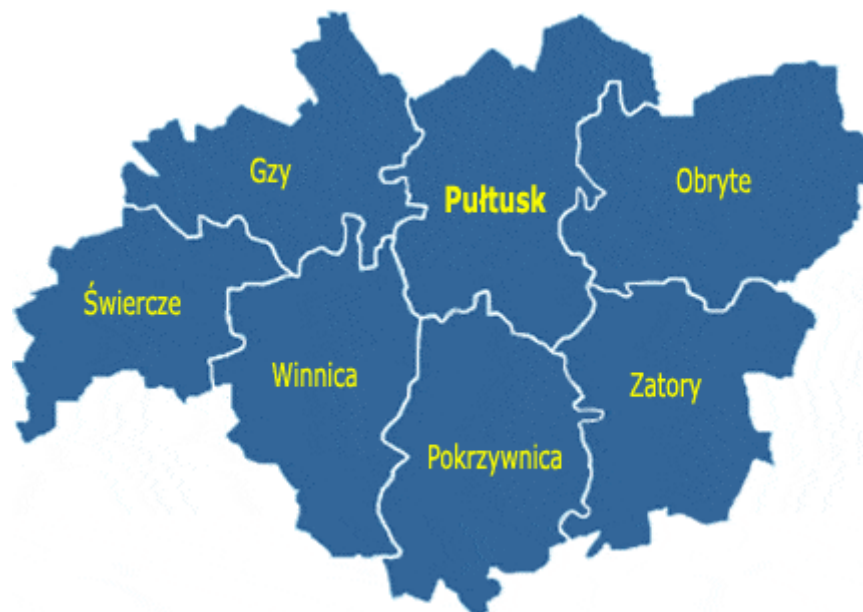 Gzy
Obryte
Pułtusk
Świercze
Winnica
Zatory
Pokrzywnica